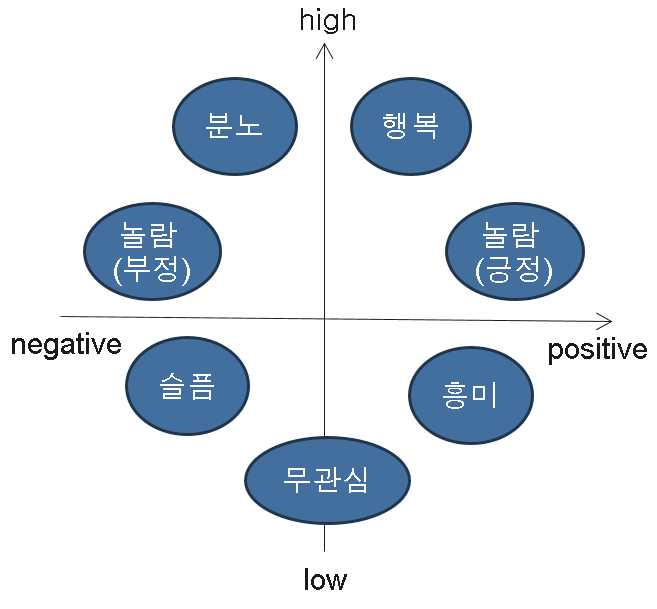 high
분노
행복
놀람
(부정)
놀람
(긍정)
negative
positive
슬픔
흥미
무관심
low